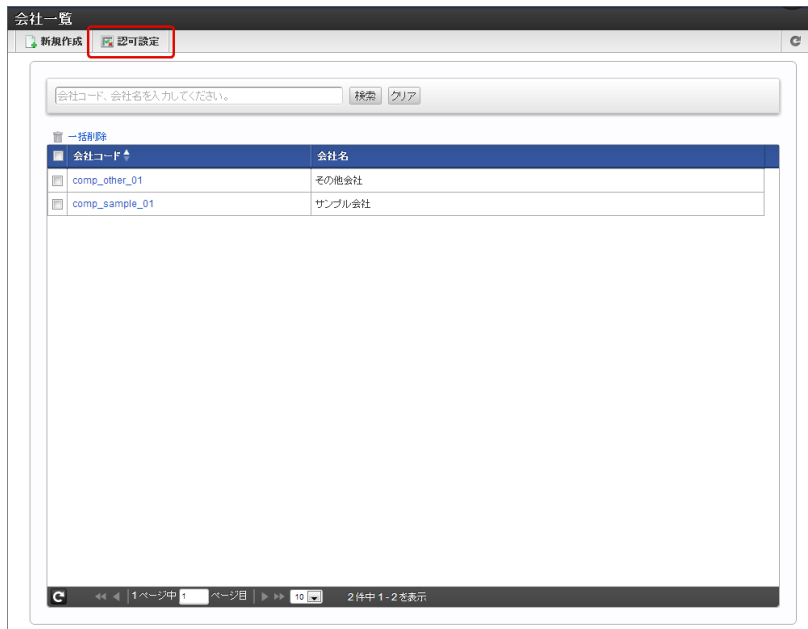 会社一覧
新規作成 認可設定
会社コード、会社名を入力してください。 検索 クリア
一括削除
会社コード 会社名
comp_other_01 その他会社
comp_sample_01 サンプル会社
1ページ中 1 ページ目 10 2件中 1 - 2 を表示